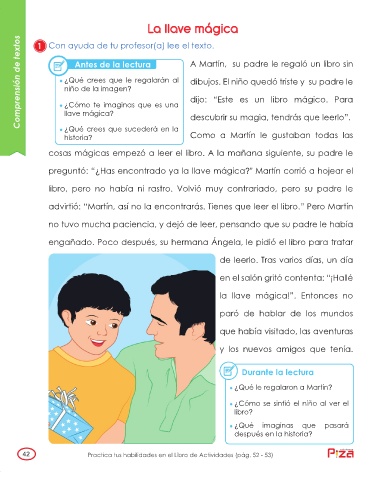 La llave mágica
Comprensión de textos
1 Con ayuda de tu profesor(a) lee el texto.
Antes de la lectura
• ¿Qué crees que le regalarán al
niño de la imagen?
• ¿Cómo te imaginas que es una
llave mágica?
• ¿Qué crees que sucederá en la
historia?
A Martín, su padre le regaló un libro sin
dibujos. El niño quedó triste y su padre le
dijo: “Este es un libro mágico. Para
descubrir su magia, tendrás que leerlo”.
Como a Martín le gustaban todas las
cosas mágicas empezó a leer el libro. A la mañana siguiente, su padre le
preguntó: “¿Has encontrado ya la llave mágica?” Martín corrió a hojear el
libro, pero no había ni rastro. Volvió muy contrariado, pero su padre le
advirtió: “Martín, así no la encontrarás. Tienes que leer el libro.” Pero Martín
no tuvo mucha paciencia, y dejó de leer, pensando que su padre le había
engañado. Poco después, su hermana Ángela, le pidió el libro para tratar
de leerlo. Tras varios días, un día
en el salón gritó contenta: “¡Hallé
la llave mágica!”. Entonces no
paró de hablar de los mundos
que había visitado, las aventuras
y los nuevos amigos que tenía.
Durante la lectura
• ¿Qué le regalaron a Martín?
• ¿Cómo se sintió el niño al ver el
libro?
• ¿Qué imaginas que pasará
después en la historia?
42
Practica tus habilidades en el Libro de Actividades (pág. 52 - 53)
P!zA